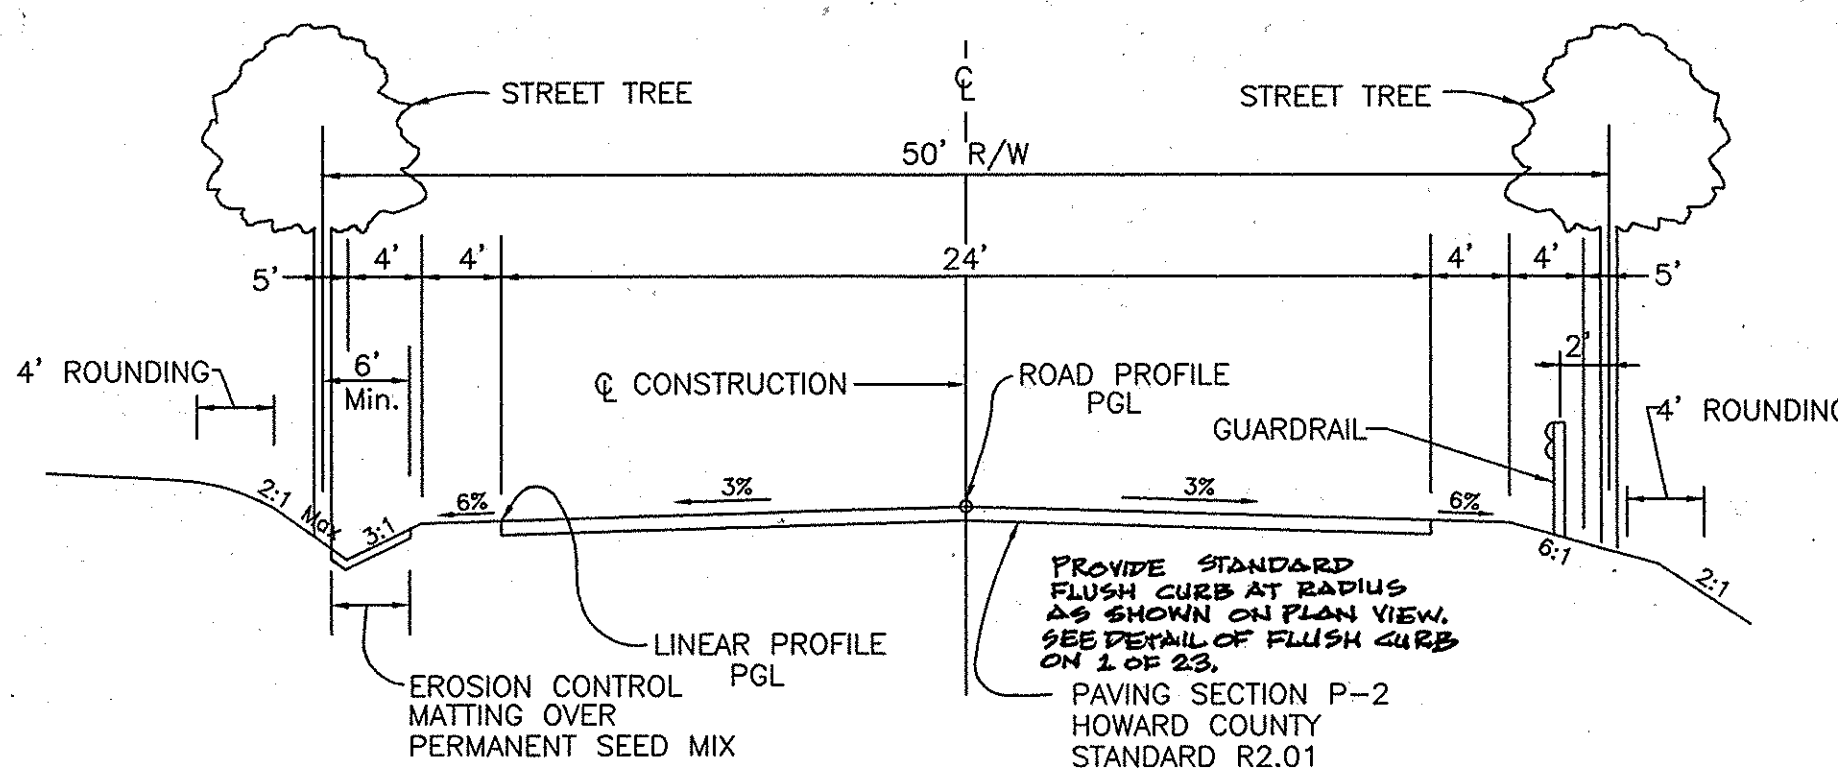 STREET TREE
℄
STREET TREE
50' R/W
5'
4'
4'
24'
4'
4'
5'
4' ROUNDING
6'
Min.
℄ CONSTRUCTION
ROAD PROFILE
PGL
2'
GUARDRAIL
4' ROUNDING
2:1 Max
3:1
6%
3%
3%
6%
6:1
2:1
PROVIDE STANDARD
FLUSH CURB AT RADIUS
AS SHOWN ON PLAN VIEW.
SEE DETAIL OF FLUSH CURB
ON 1 OF 23.
LINEAR PROFILE
PGL
EROSION CONTROL
MATTING OVER
PERMANENT SEED MIX
PAVING SECTION P-2
HOWARD COUNTY
STANDARD R2.01